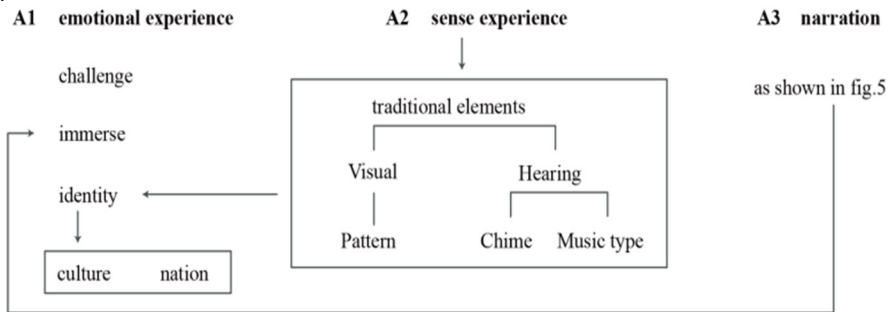 A1 emotional experience
A2 sense experience
A3 narration
challenge
immerse
identity
culture nation
traditional elements
Visual Hearing
Pattern Chime Music type
as shown in fig.5